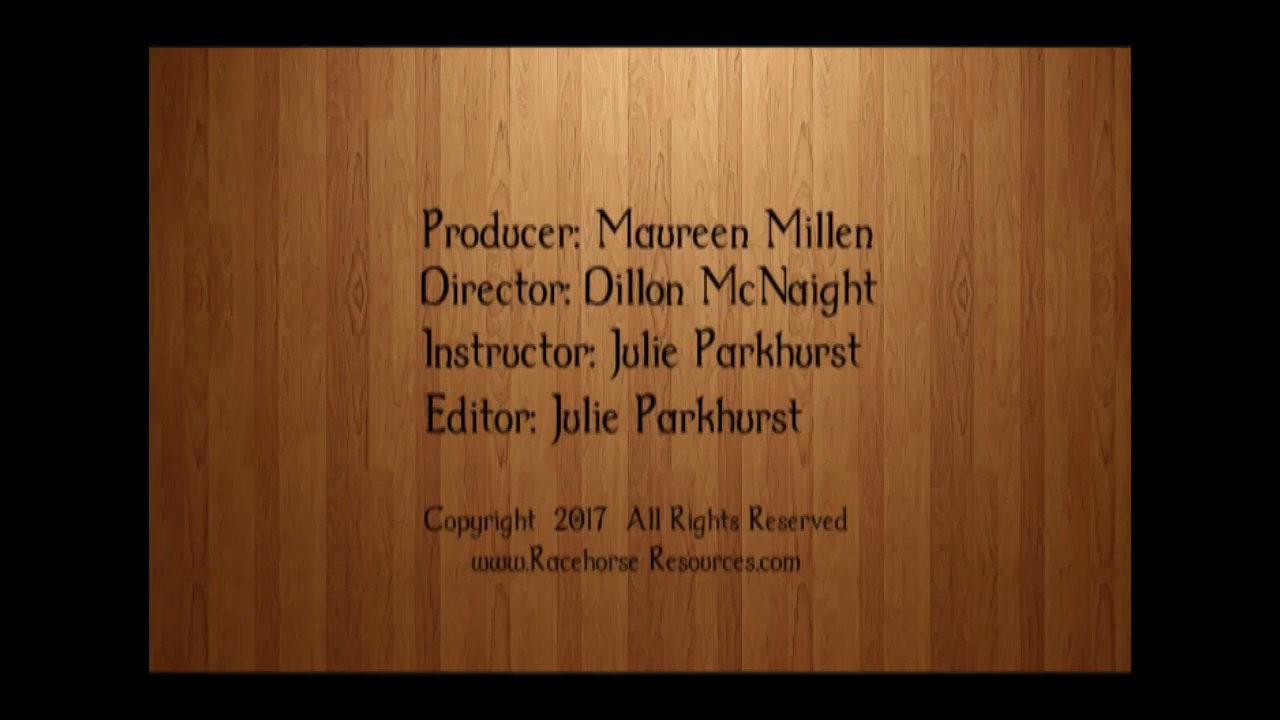 Producer: Maureen Millen
Director: Dillon McNaight
Instructor: Julie Parkhurst
Editor: Julie Parkhurst
Copyright 2017 All Rights Reserved
www.Racehorse Resources.com